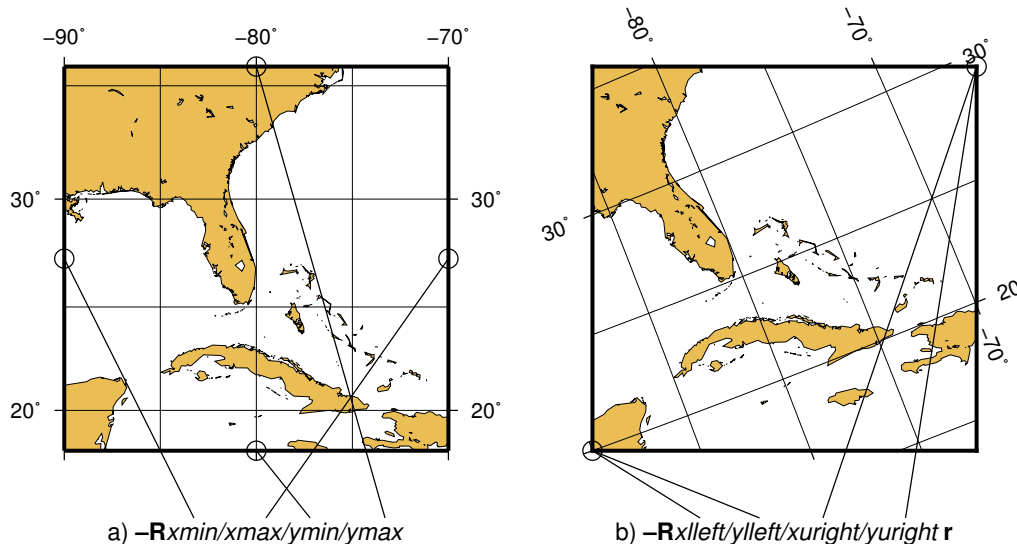 −90˚ −80˚ −70˚
30˚ 30˚
20˚ 20˚
a) −Rxmin/xmax/ymin/ymax
−80˚ −70˚ 30˚
30˚
20
−70˚
b) −Rxlleft/ylleft/xuright/yuright r